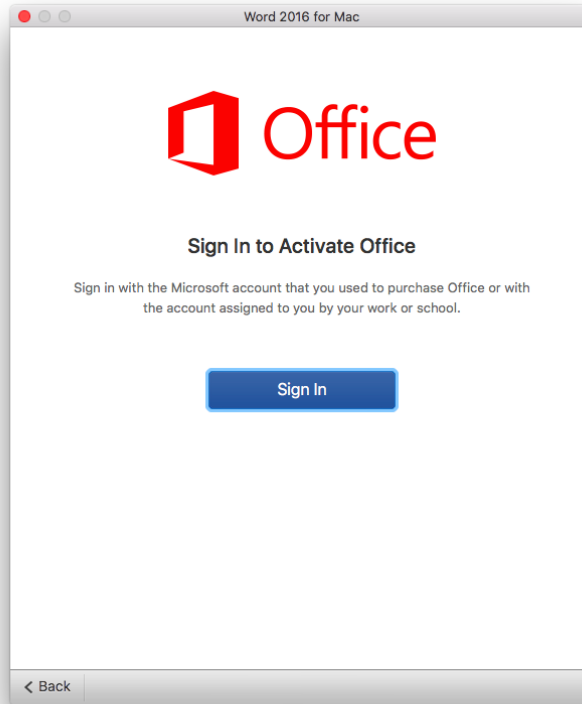 Word 2016 for Mac
Office
Sign In to Activate Office
Sign in with the Microsoft account that you used to purchase Office or with
the account assigned to you by your work or school.
Sign In
Back